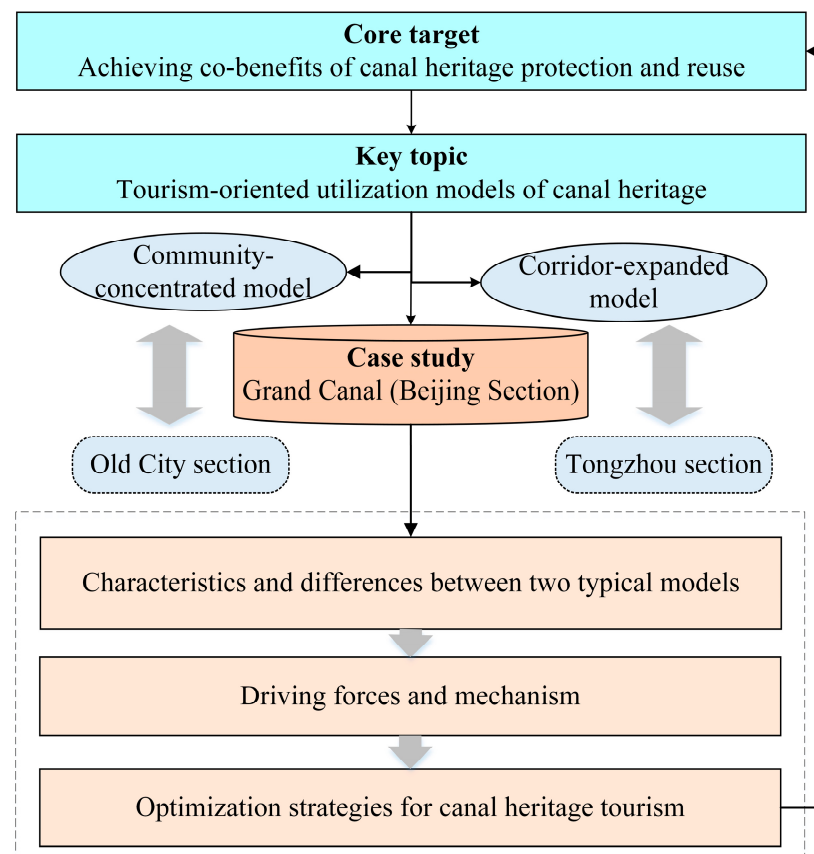 Core target
Achieving co-benefits of canal heritage protection and reuse
Key topic
Tourism-oriented utilization models of canal heritage
Community-
concentrated model
Corridor-expanded
model
Case study
Grand Canal (Beijing Section)
Old City section
Tongzhou section
Characteristics and differences between two typical models
Driving forces and mechanism
Optimization strategies for canal heritage tourism